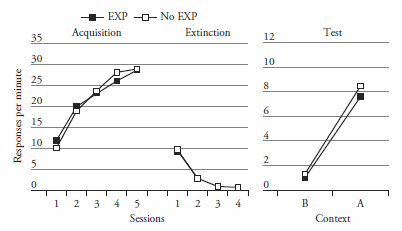 EXP No EXP
Acquisition Extinction Test
Responses per minute
35
30
25
20
15
10
5
0
12
10
8
6
4
2
0
1 2 3 4 5 1 2 3 4
Sessions
B A
Context